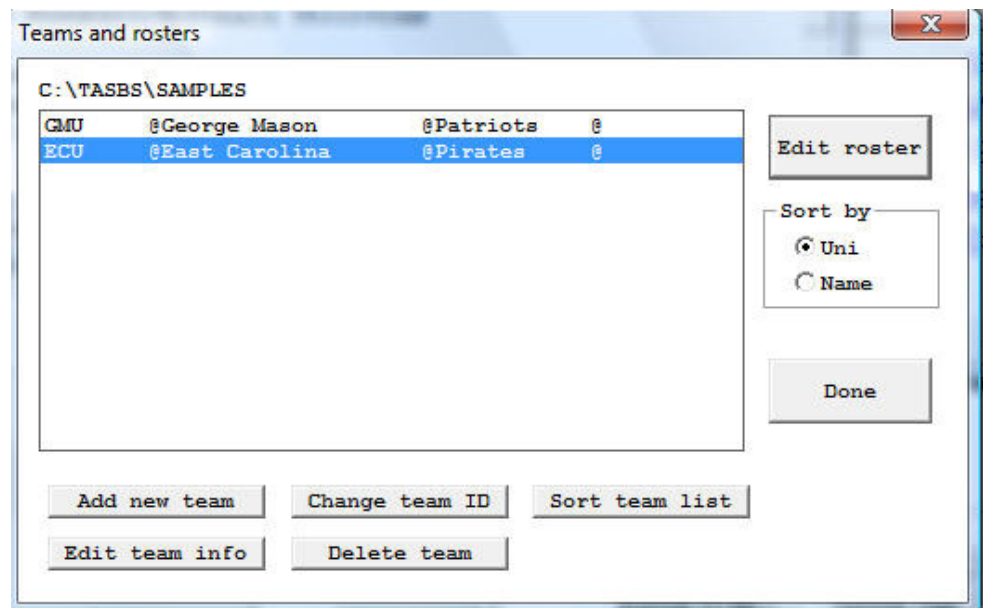 Teams and rosters
C:\TASBS\SAMPLES
GMU @George Mason @Patriots @
ECU @East Carolina @Pirates @
Edit roster
Sort by
Uni
Name
Done
Add new team Change team ID Sort team list
Edit team info Delete team